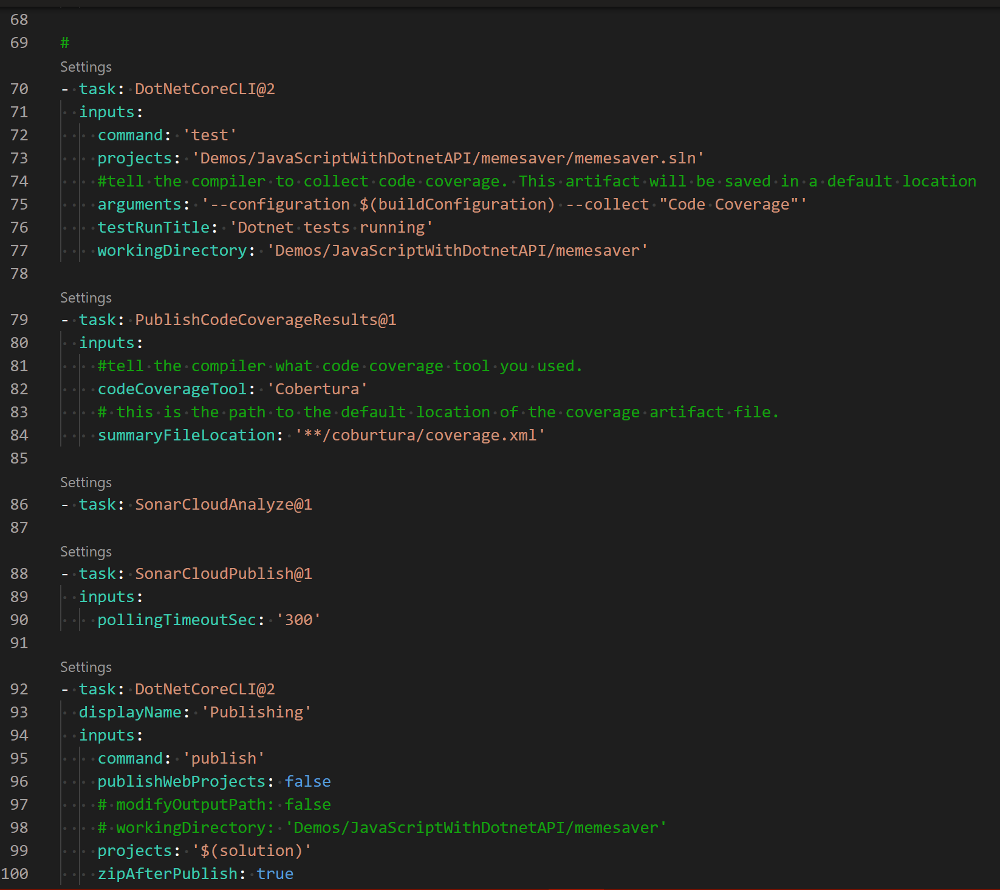 68
69 #
Settings
70 - task: DotNetCoreCLI@2
71 inputs:
72 command: 'test'
73 projects: 'Demos/JavaScriptWithDotnetAPI/memesaver/memesaver.sln'
74 #tell the compiler to collect code coverage. This artifact will be saved in a default location
75 arguments: '--configuration $(buildConfiguration) --collect "Code Coverage"'
76 testRunTitle: 'Dotnet tests running'
77 workingDirectory: 'Demos/JavaScriptWithDotnetAPI/memesaver'
78
Settings
79 - task: PublishCodeCoverageResults@1
80 inputs:
81 #tell the compiler what code coverage tool you used.
82 codeCoverageTool: 'Cobertura'
83 # this is the path to the default location of the coverage artifact file.
84 summaryFileLocation: '**/coburtura/coverage.xml'
85
Settings
86 - task: SonarCloudAnalyze@1
87
Settings
88 - task: SonarCloudPublish@1
89 inputs:
90 pollingTimeoutSec: '300'
91
Settings
92 - task: DotNetCoreCLI@2
93 displayName: 'Publishing'
94 inputs:
95 command: 'publish'
96 publishWebProjects: false
97 # modifyOutputPath: false
98 # workingDirectory: 'Demos/JavaScriptWithDotnetAPI/memesaver'
99 projects: '$(solution)'
100 zipAfterPublish: true